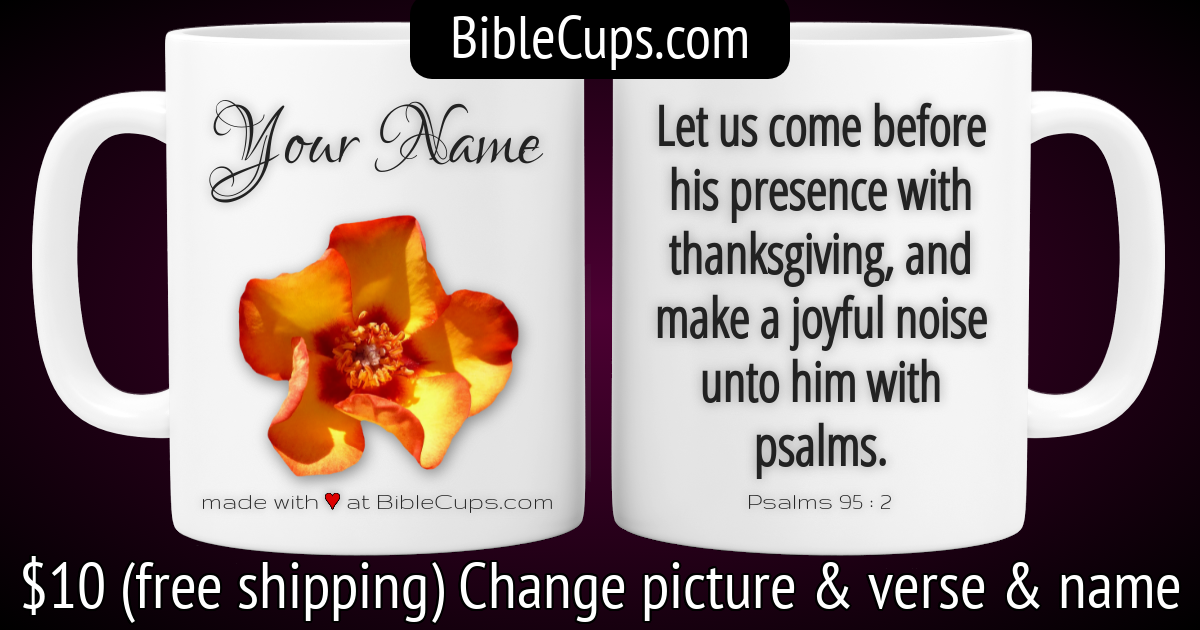 BibleCups.com
Your Name
made with ♥ at BibleCups.com
Let us come before
his presence with
thanksgiving, and
make a joyful noise
unto him with
psalms.
Psalms 95 : 2
$10 (free shipping) Change picture & verse & name